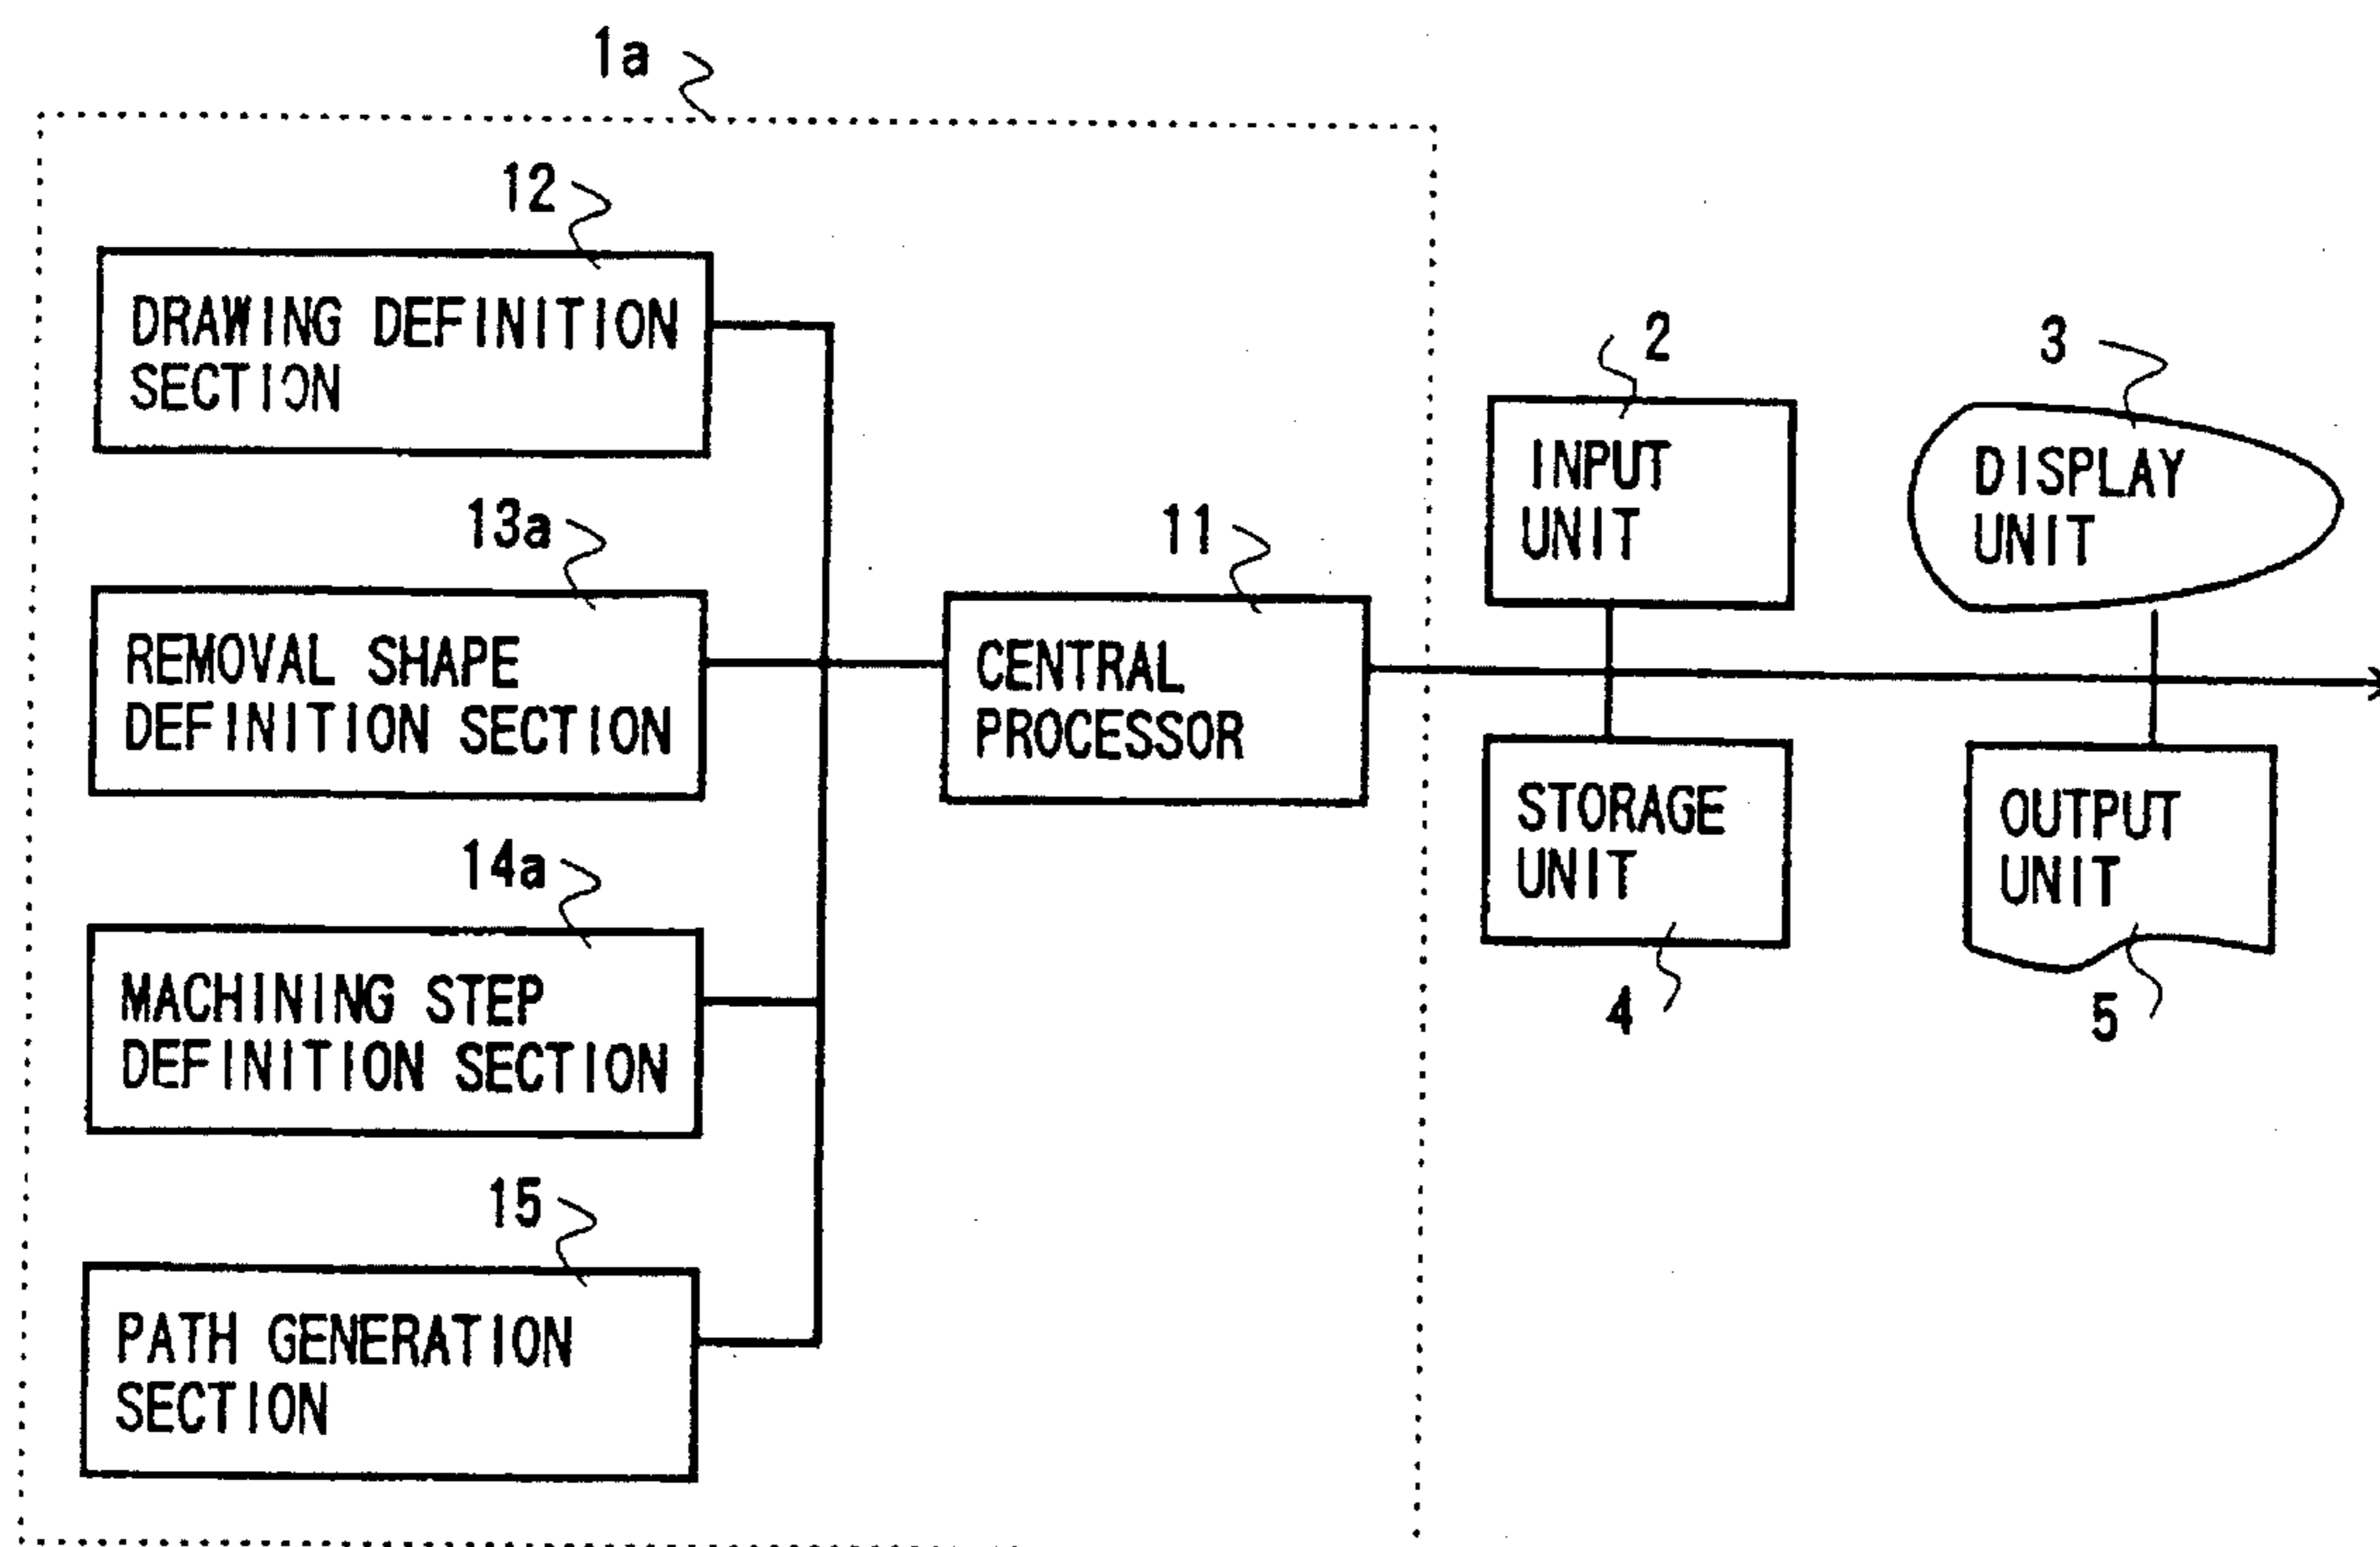 1a
12
DRAWING DEFINITION
SECTION
13a
REMOVAL SHAPE
DEFINITION SECTION
14a
MACHINING STEP
DEFINITION SECTION
15
PATH GENERATION
SECTION
11
CENTRAL
PROCESSOR
2
INPUT
UNIT
3
DISPLAY
UNIT
STORAGE
UNIT
4
OUTPUT
UNIT
5